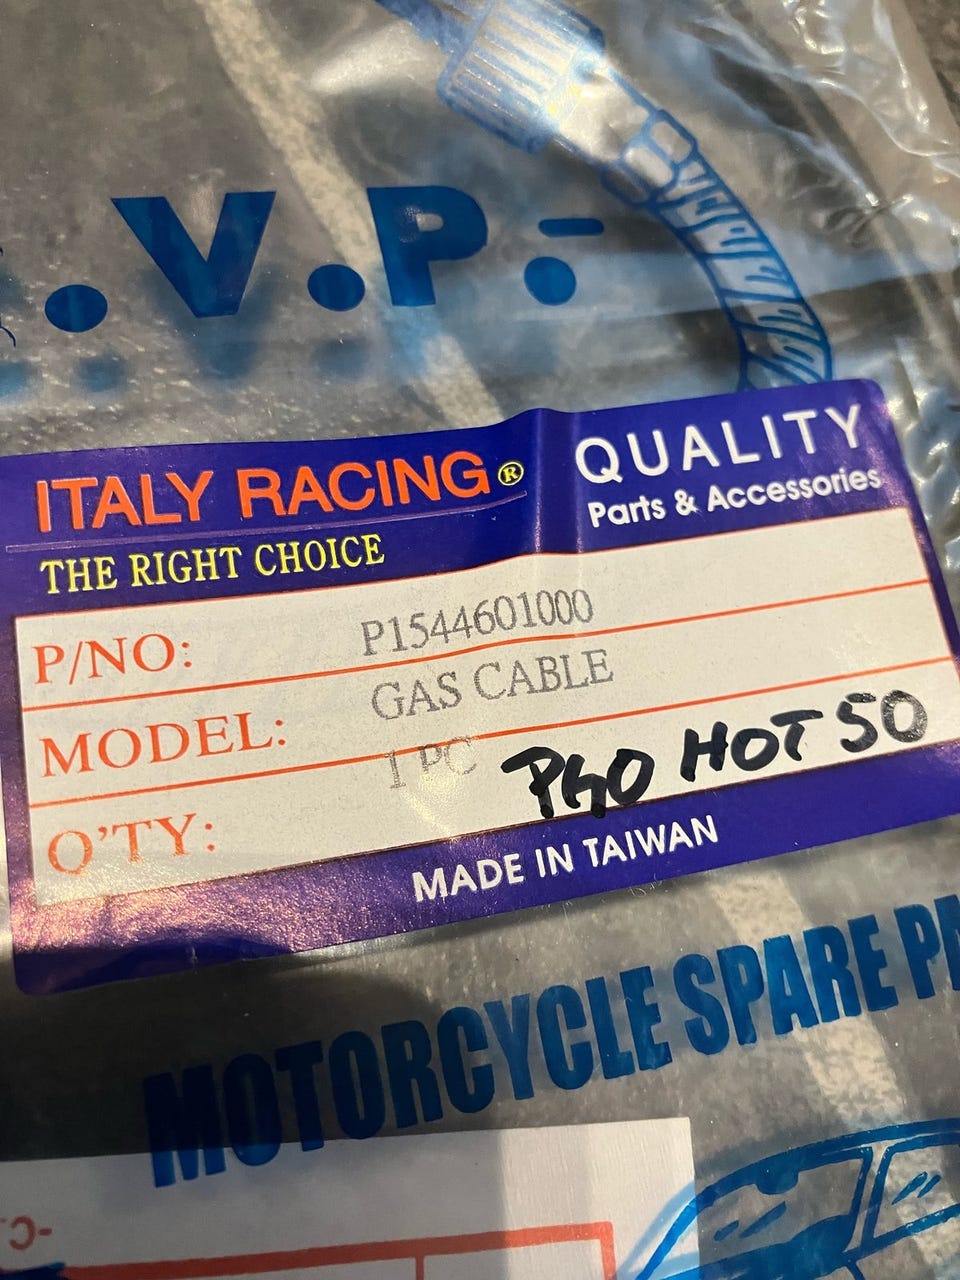 .V.P.-
ITALY RACING®
THE RIGHT CHOICE
QUALITY
Parts & Accessories
P/NO: P1544601000
MODEL: GAS CABLE
Q'TY: 1 PC
PGO HOT 50
MADE IN TAIWAN
MOTORCYCLE SPARE